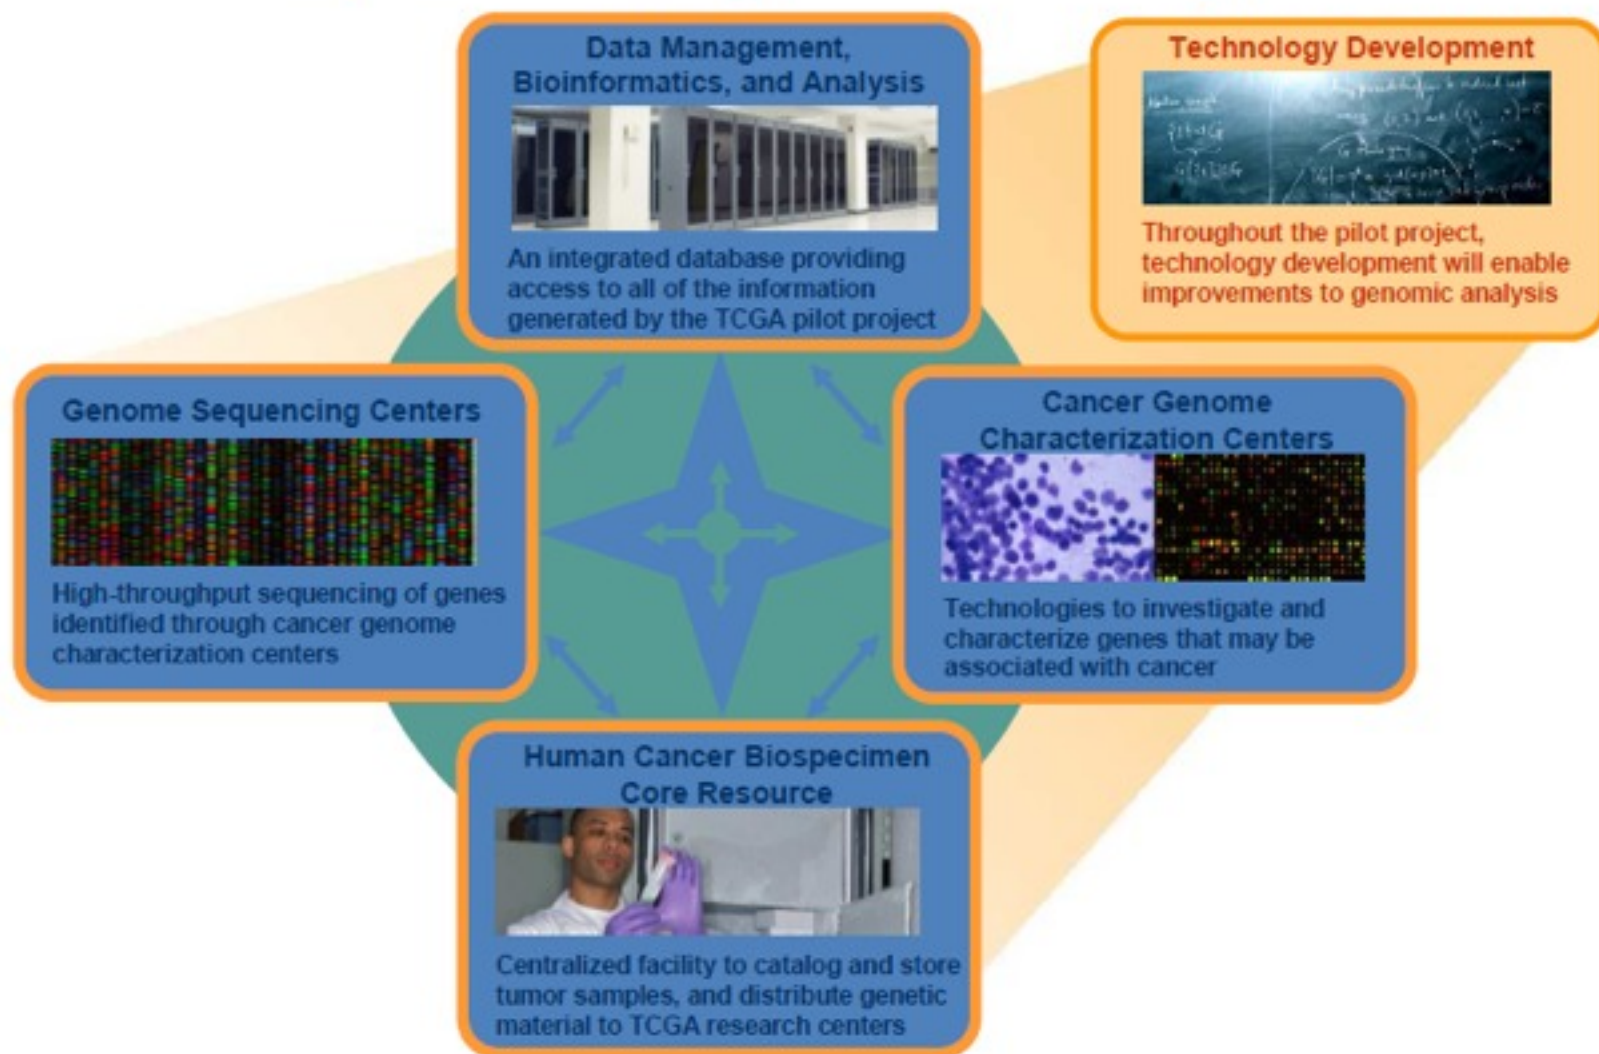 Data Management,
Bioinformatics, and Analysis
An integrated database providing
access to all of the information
generated by the TCGA pilot project
Technology Development
Throughout the pilot project,
technology development will enable
improvements to genomic analysis
Genome Sequencing Centers
High-throughput sequencing of genes
identified through cancer genome
characterization centers
Cancer Genome
Characterization Centers
Technologies to investigate and
characterize genes that may be
associated with cancer
Human Cancer Biospecimen
Core Resource
Centralized facility to catalog and store
tumor samples, and distribute genetic
material to TCGA research centers